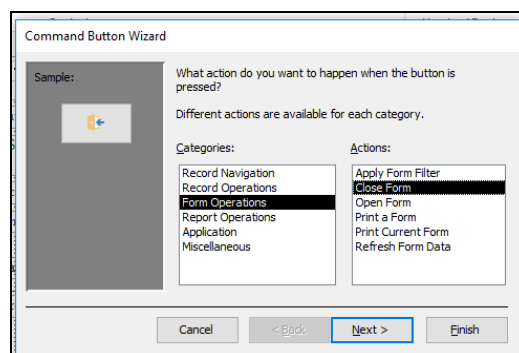 Command Button Wizard
Sample:
What action do you want to happen when the button is
pressed?
Different actions are available for each category.
Categories:
Actions:
Record Navigation
Record Operations
Form Operations
Report Operations
Application
Miscellaneous
Apply Form Filter
Close Form
Open Form
Print a Form
Print Current Form
Refresh Form Data
Cancel
< Back
Next >
Finish